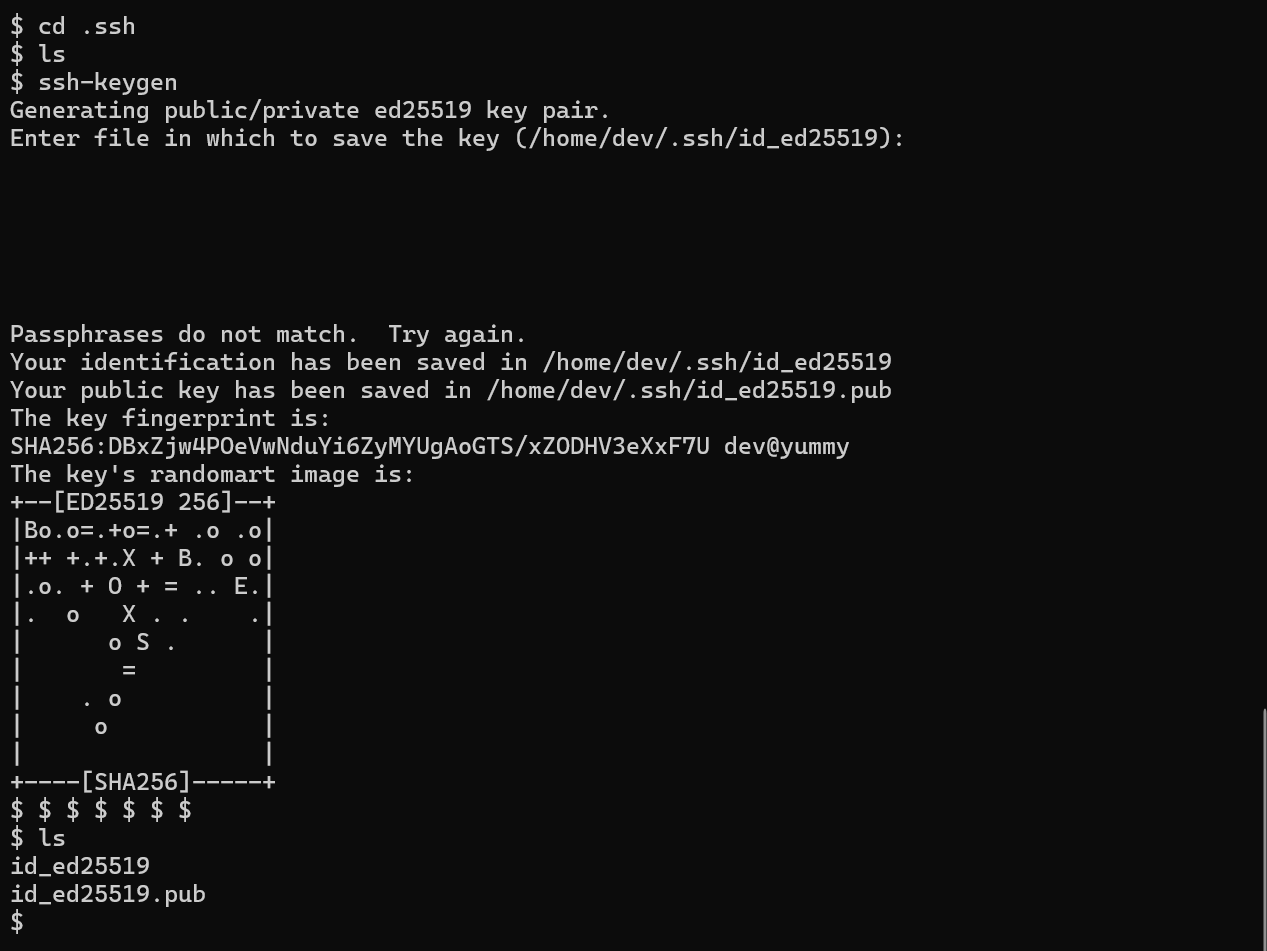 $ cd .ssh
$ ls
$ ssh-keygen
Generating public/private ed25519 key pair.
Enter file in which to save the key (/home/dev/.ssh/id_ed25519):
Passphrases do not match.  Try again.
Your identification has been saved in /home/dev/.ssh/id_ed25519
Your public key has been saved in /home/dev/.ssh/id_ed25519.pub
The key fingerprint is:
SHA256:DBxZjw4POeVwNduYi6ZyMYUgAoGTS/xZODHV3eXxF7U dev@yummy
The key's randomart image is:
+--[ED25519 256]--+
|Bo.o=.+o=.+ .o .o|
|++ +.+.X + B. o o|
|.o. + O + = .. E.|
|.  o   X . .    .|
|      o S .      |
|       =         |
|    . o          |
|     o           |
|                 |
+----[SHA256]-----+
$ $ $ $ $ $ $
$ ls
id_ed25519
id_ed25519.pub
$